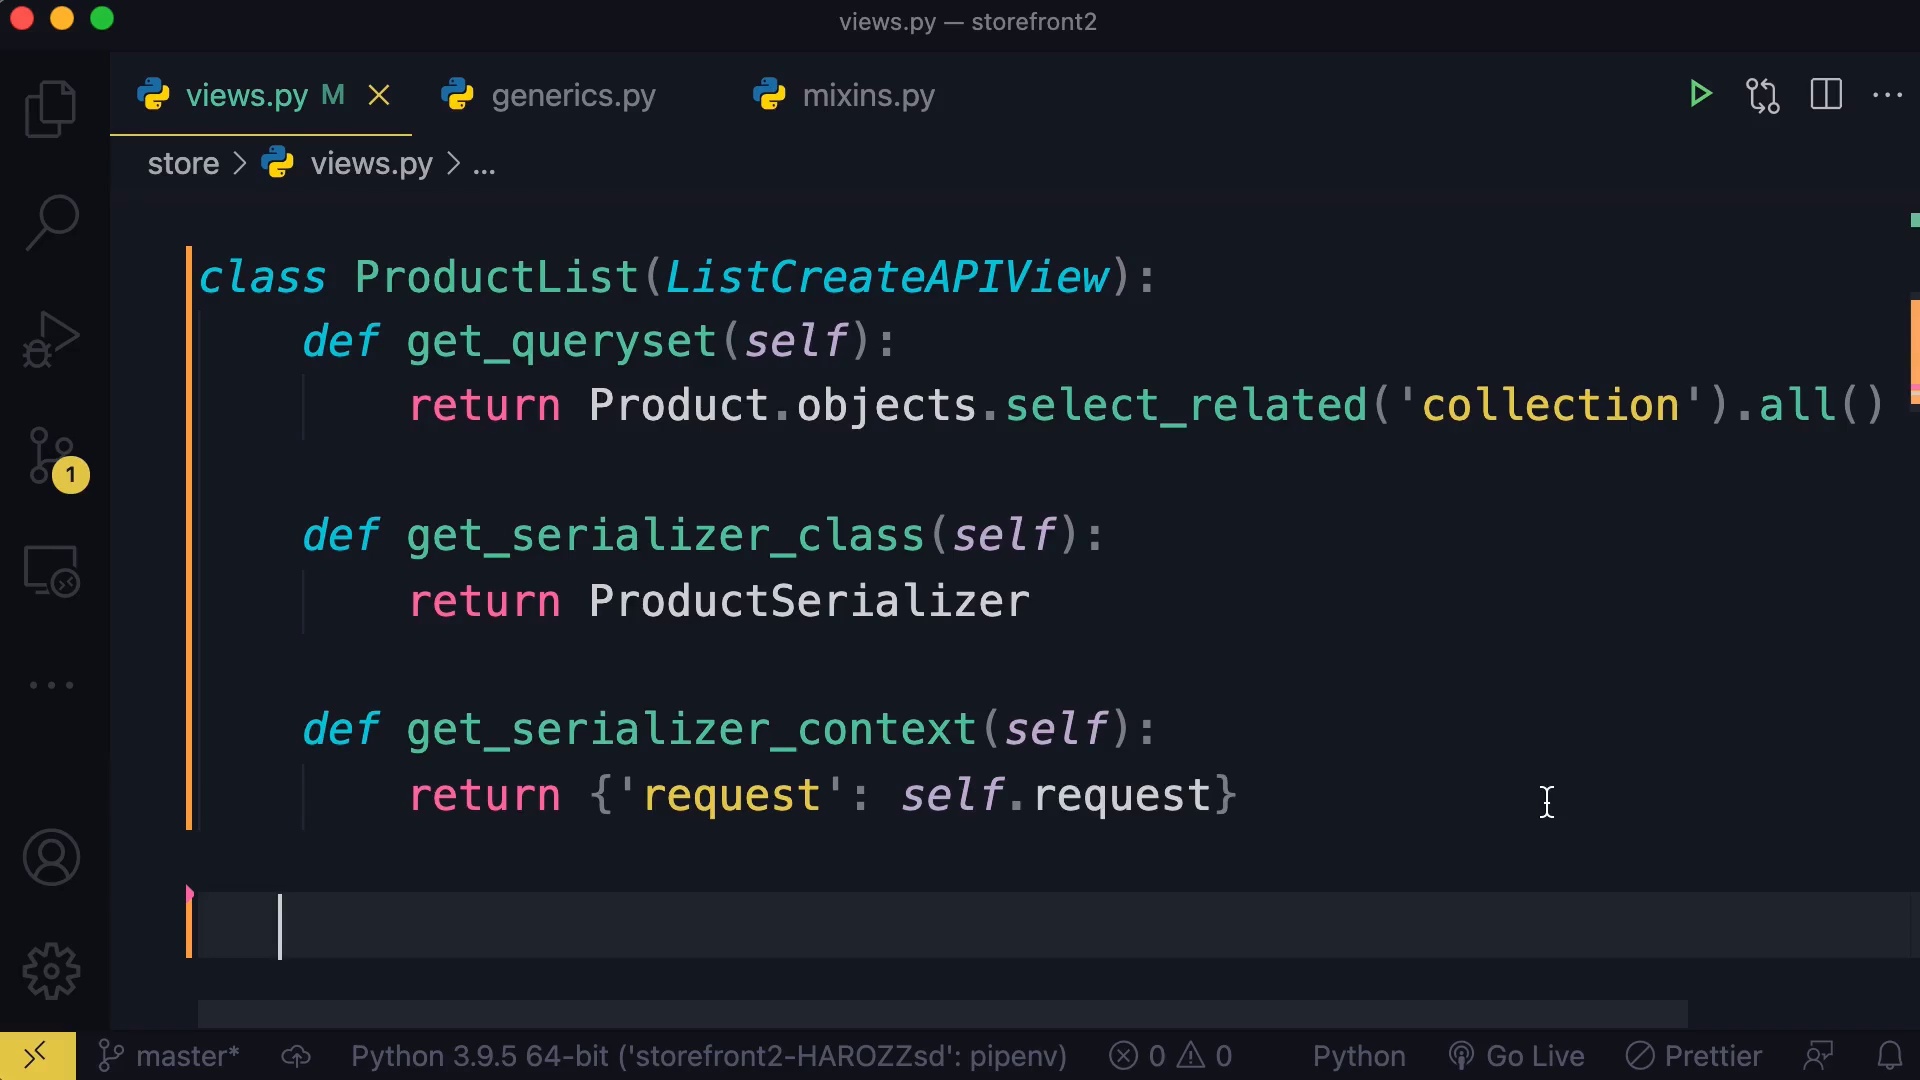 views.py — storefront2
views.py M
generics.py
mixins.py
store > views.py > ...
class ProductList(ListCreateAPIView):
def get_queryset(self):
return Product.objects.select_related('collection').all()
def get_serializer_class(self):
return ProductSerializer
def get_serializer_context(self):
return {'request': self.request}
1
master* Python 3.9.5 64-bit ('storefront2-HAROZZsd': pipenv) 0 0 Python Go Live Prettier